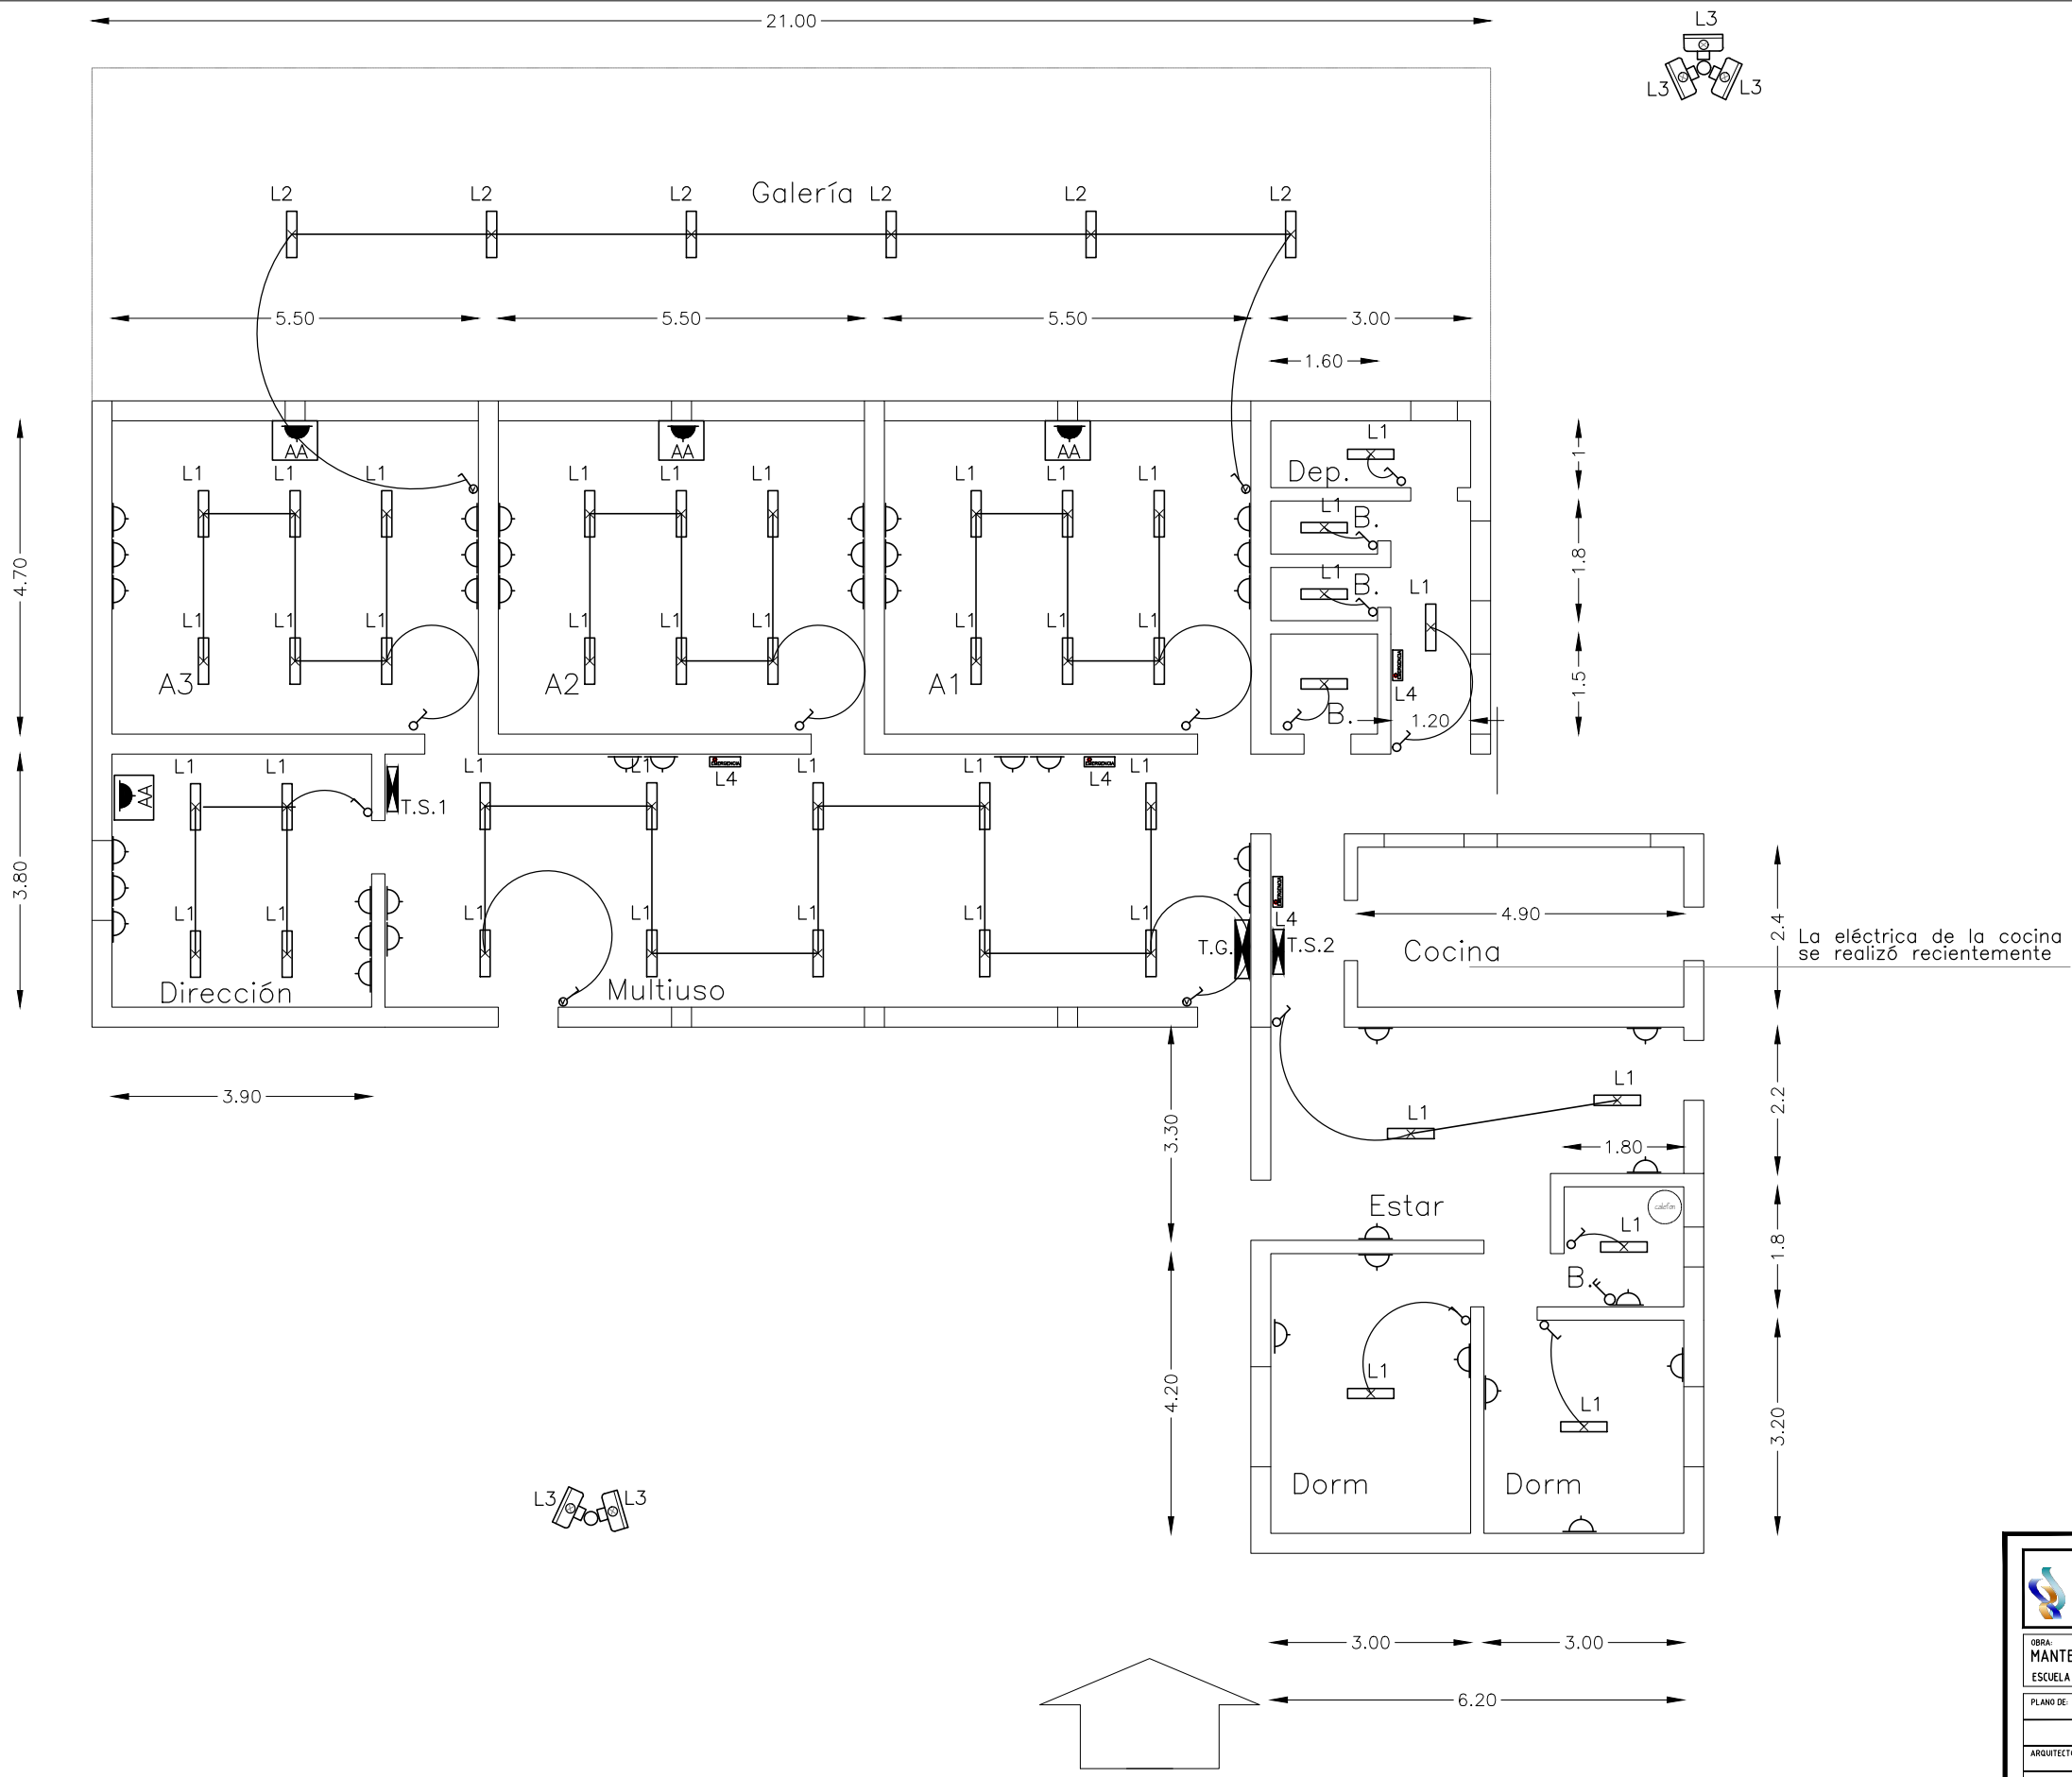 21.00
L3
L3
L3
L2
L2
L2
Galería
L2
L2
L2
5.50
5.50
5.50
3.00
1.60
AA
AA
AA
L1
L1
L1
L1
L1
L1
L1
L1
L1
L1
Dep.
1
L1
B.
4.70
1.8
L1
B.
L1
L1
L1
L1
L1
L1
L1
L1
L1
L1
A3
A2
A1
B.
L4
1.20
1.5
L1
L1
AA
T.S.1
L1
L1
EMERGENCIA
L4
L1
L1
EMERGENCIA
L4
L1
3.80
L1
L1
L1
L1
L1
L1
L1
L4
T.G.
T.S.2
4.90
Cocina
2.4
La eléctrica de la cocina
se realizó recientemente
Dirección
Multiuso
3.90
3.30
L1
L1
2.2
1.80
Estar
calefon
L1
1.8
B.
4.20
L1
L1
3.20
Dorm
Dorm
L3
L3
3.00
3.00
6.20
OBRA:
MANTE
ESCUELA
PLANO DE:
ARQUITECT